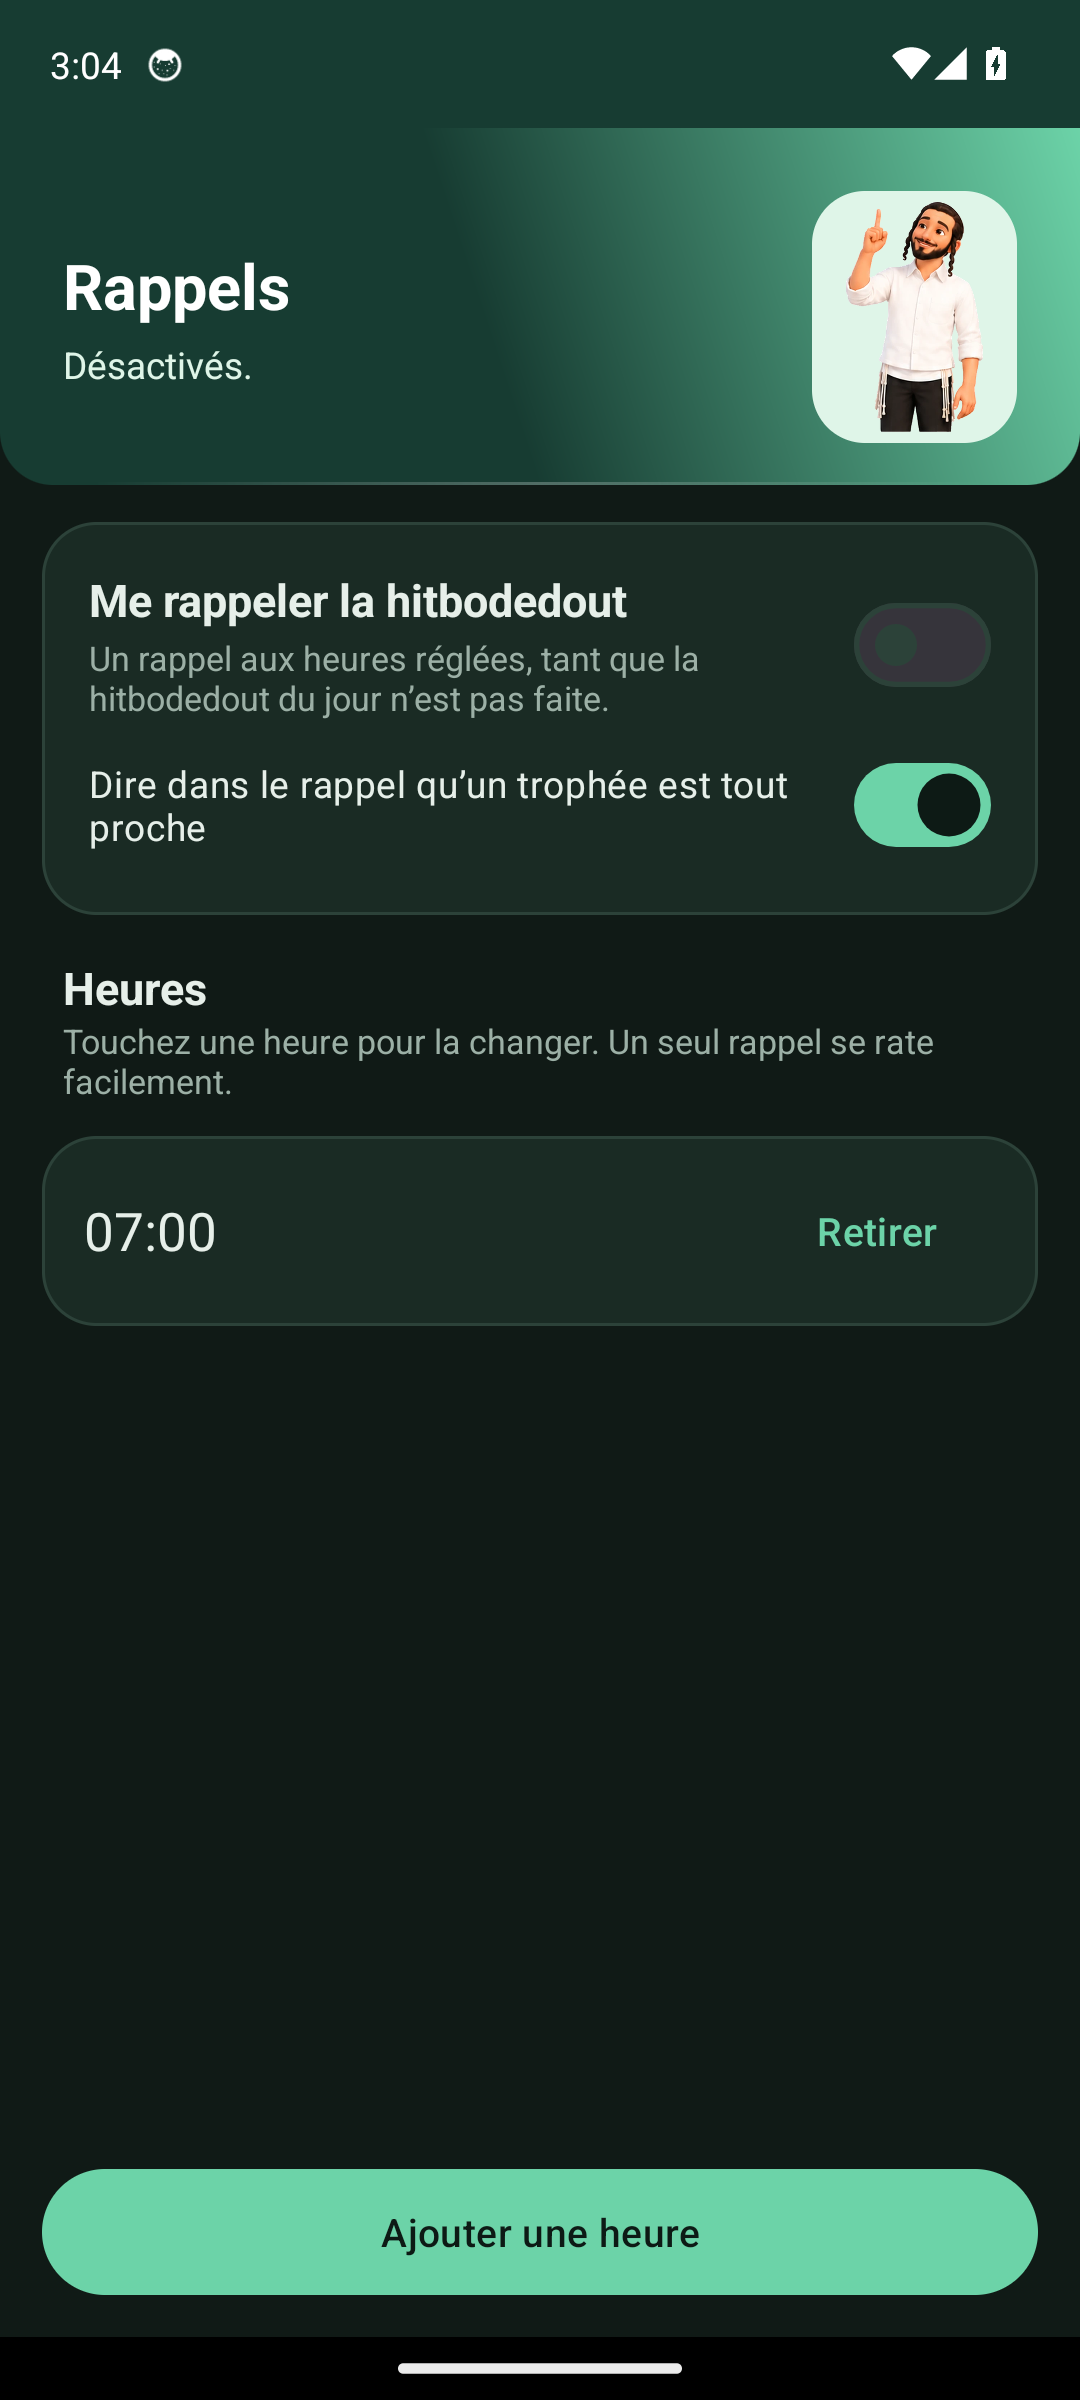 3:04
Rappels
Désactivés.
Me rappeler la hitbodedout
Un rappel aux heures réglées, tant que la
hitbodedout du jour n’est pas faite.
Dire dans le rappel qu’un trophée est tout
proche
Heures
Touchez une heure pour la changer. Un seul rappel se rate
facilement.
07:00
Retirer
Ajouter une heure